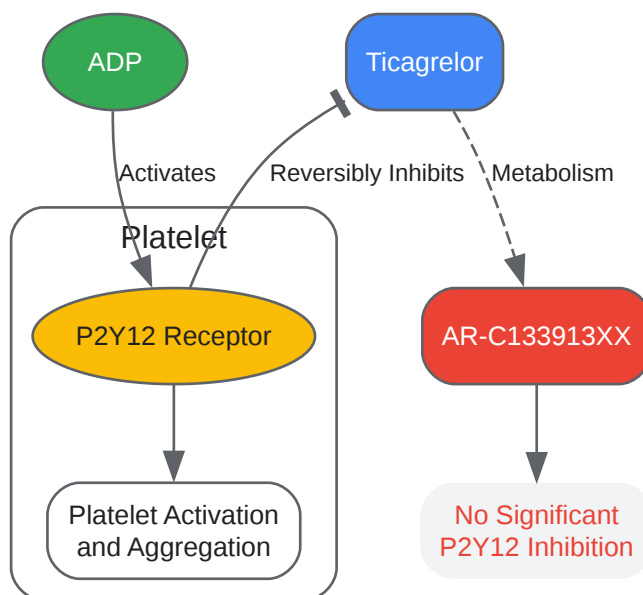 ADP
Ticagrelor
Activates
Reversibly Inhibits
Metabolism
Platelet
P2Y12 Receptor
AR-C133913XX
Platelet Activation
and Aggregation
No Significant
P2Y12 Inhibition